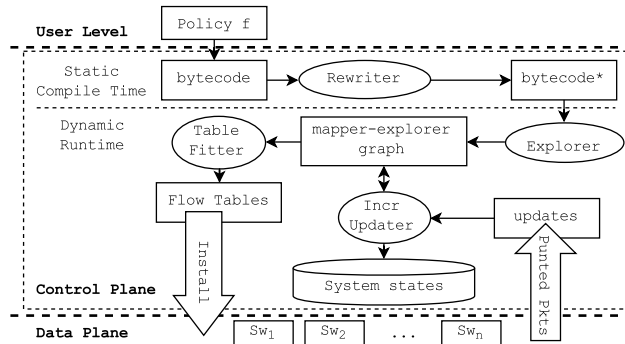 Policy f
User Level
Static
Compile Time
bytecode
Rewriter
bytecode*
Dynamic
Runtime
Table
Fitter
mapper-explorer
graph
Explorer
Flow Tables
Incr
Updater
updates
Install
Punted Pkts
System states
Control Plane
Data Plane
Sw1
Sw2
...
Swn